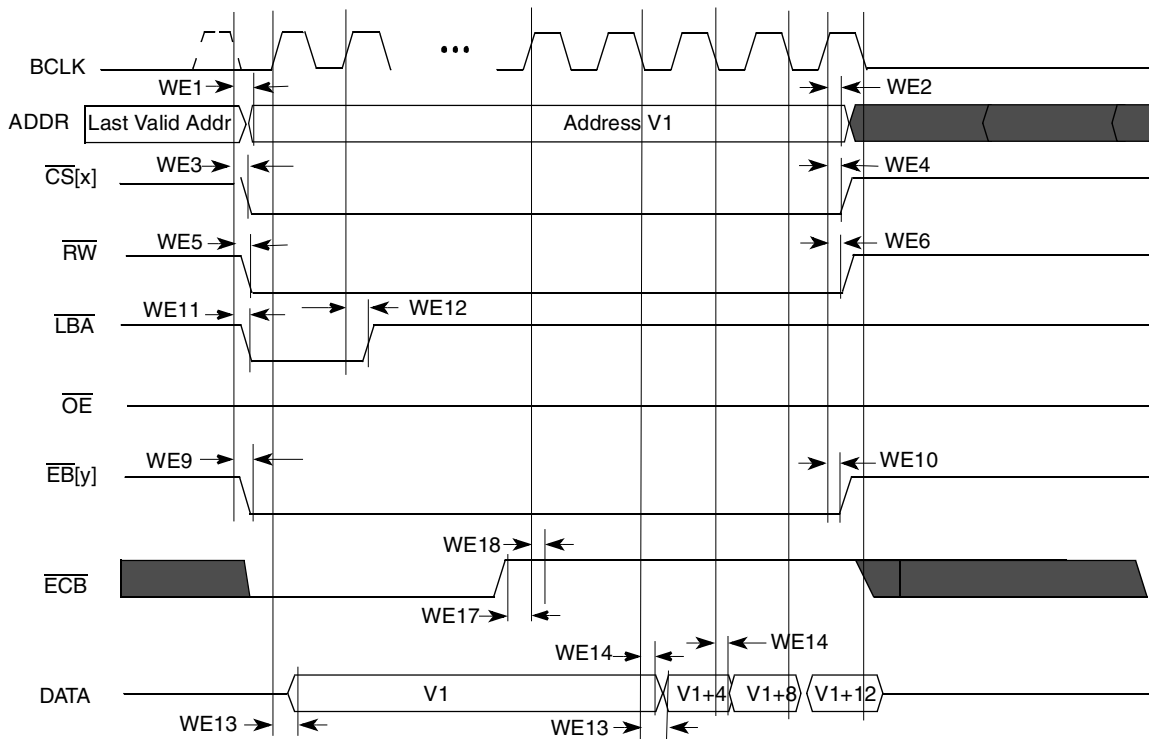 BCLK
WE1
WE2
ADDR
Last Valid Addr
Address V1
WE3
WE4
CS[x]
WE5
WE6
RW
WE11
WE12
LBA
OE
WE9
WE10
EB[y]
WE18
ECB
WE17
WE14
WE14
DATA
V1
V1+4
V1+8
V1+12
WE13
WE13